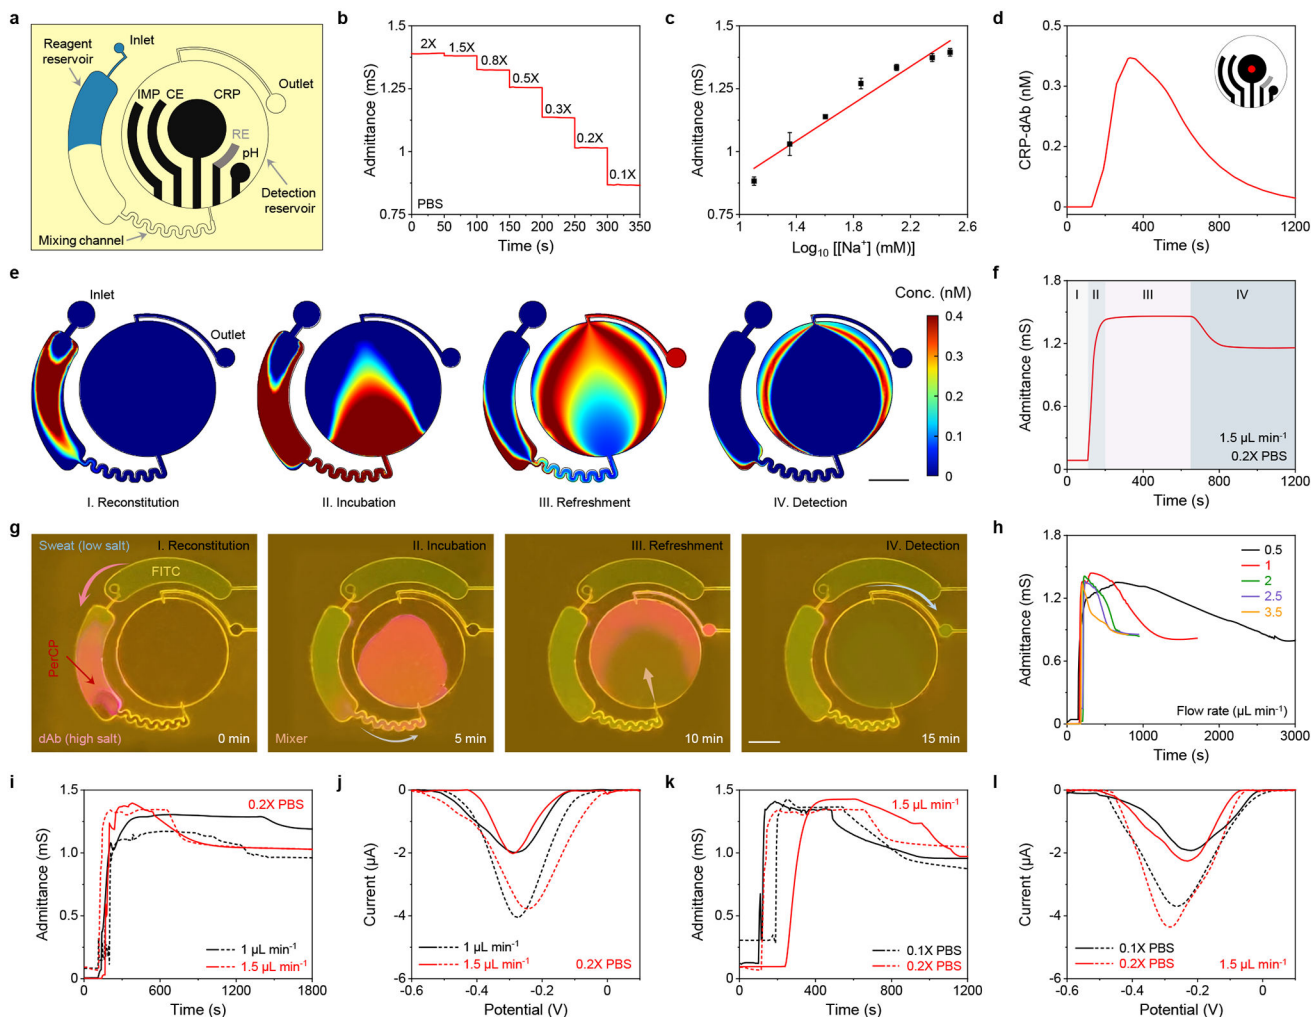 a
Inlet
Reagent
reservoir
IMP CE CRP
RE
pH
Outlet
Detection
reservoir
Mixing channel
b
Admittance (mS)
1.5
1.25
1
0.75
2X
1.5X
0.8X
0.5X
0.3X
0.2X
0.1X
PBS
0 50 100 150 200 250 300 350
Time (s)
c
Admittance (mS)
1.5
1.25
1
0.75
1 1.4 1.8 2.2 2.6
Log10 [[Na+] (mM)]
d
CRP-dAb (nM)
0.5
0.3
0.2
0
0 400 800 1200
Time (s)
e
Inlet
Outlet
Conc. (nM)
0.4
0.3
0.2
0.1
0
I. Reconstitution
II. Incubation
III. Refreshment
IV. Detection
f
Admittance (mS)
1.8
1.2
0.6
0
I II III IV
1.5 µL min-1
0.2X PBS
0 400 800 1200
Time (s)
g
Sweat (low salt)
I. Reconstitution
FITC
PerCP
dAb (high salt)
0 min
II. Incubation
Mixer
5 min
III. Refreshment
10 min
IV. Detection
15 min
h
Admittance (mS)
1.8
1.2
0.6
0
0.5
1
2
2.5
3.5
Flow rate (µL min-1)
0 500 1000 2000 3000
Time (s)
i
Admittance (mS)
1.5
1.0
0.5
0
0.2X PBS
1 µL min-1
1.5 µL min-1
0 600 1200 1800
Time (s)
j
Current (µA)
0
-2
-4
-6
1 µL min-1
1.5 µL min-1
0.2X PBS
-0.6 -0.4 -0.2 0
Potential (V)
k
Admittance (mS)
1.5
1.0
0.5
0
1.5 µL min-1
0.1X PBS
0.2X PBS
0 400 800 1200
Time (s)
l
Current (µA)
0
-2
-4
-6
0.1X PBS
0.2X PBS
1.5 µL min-1
-0.6 -0.4 -0.2 0
Potential (V)